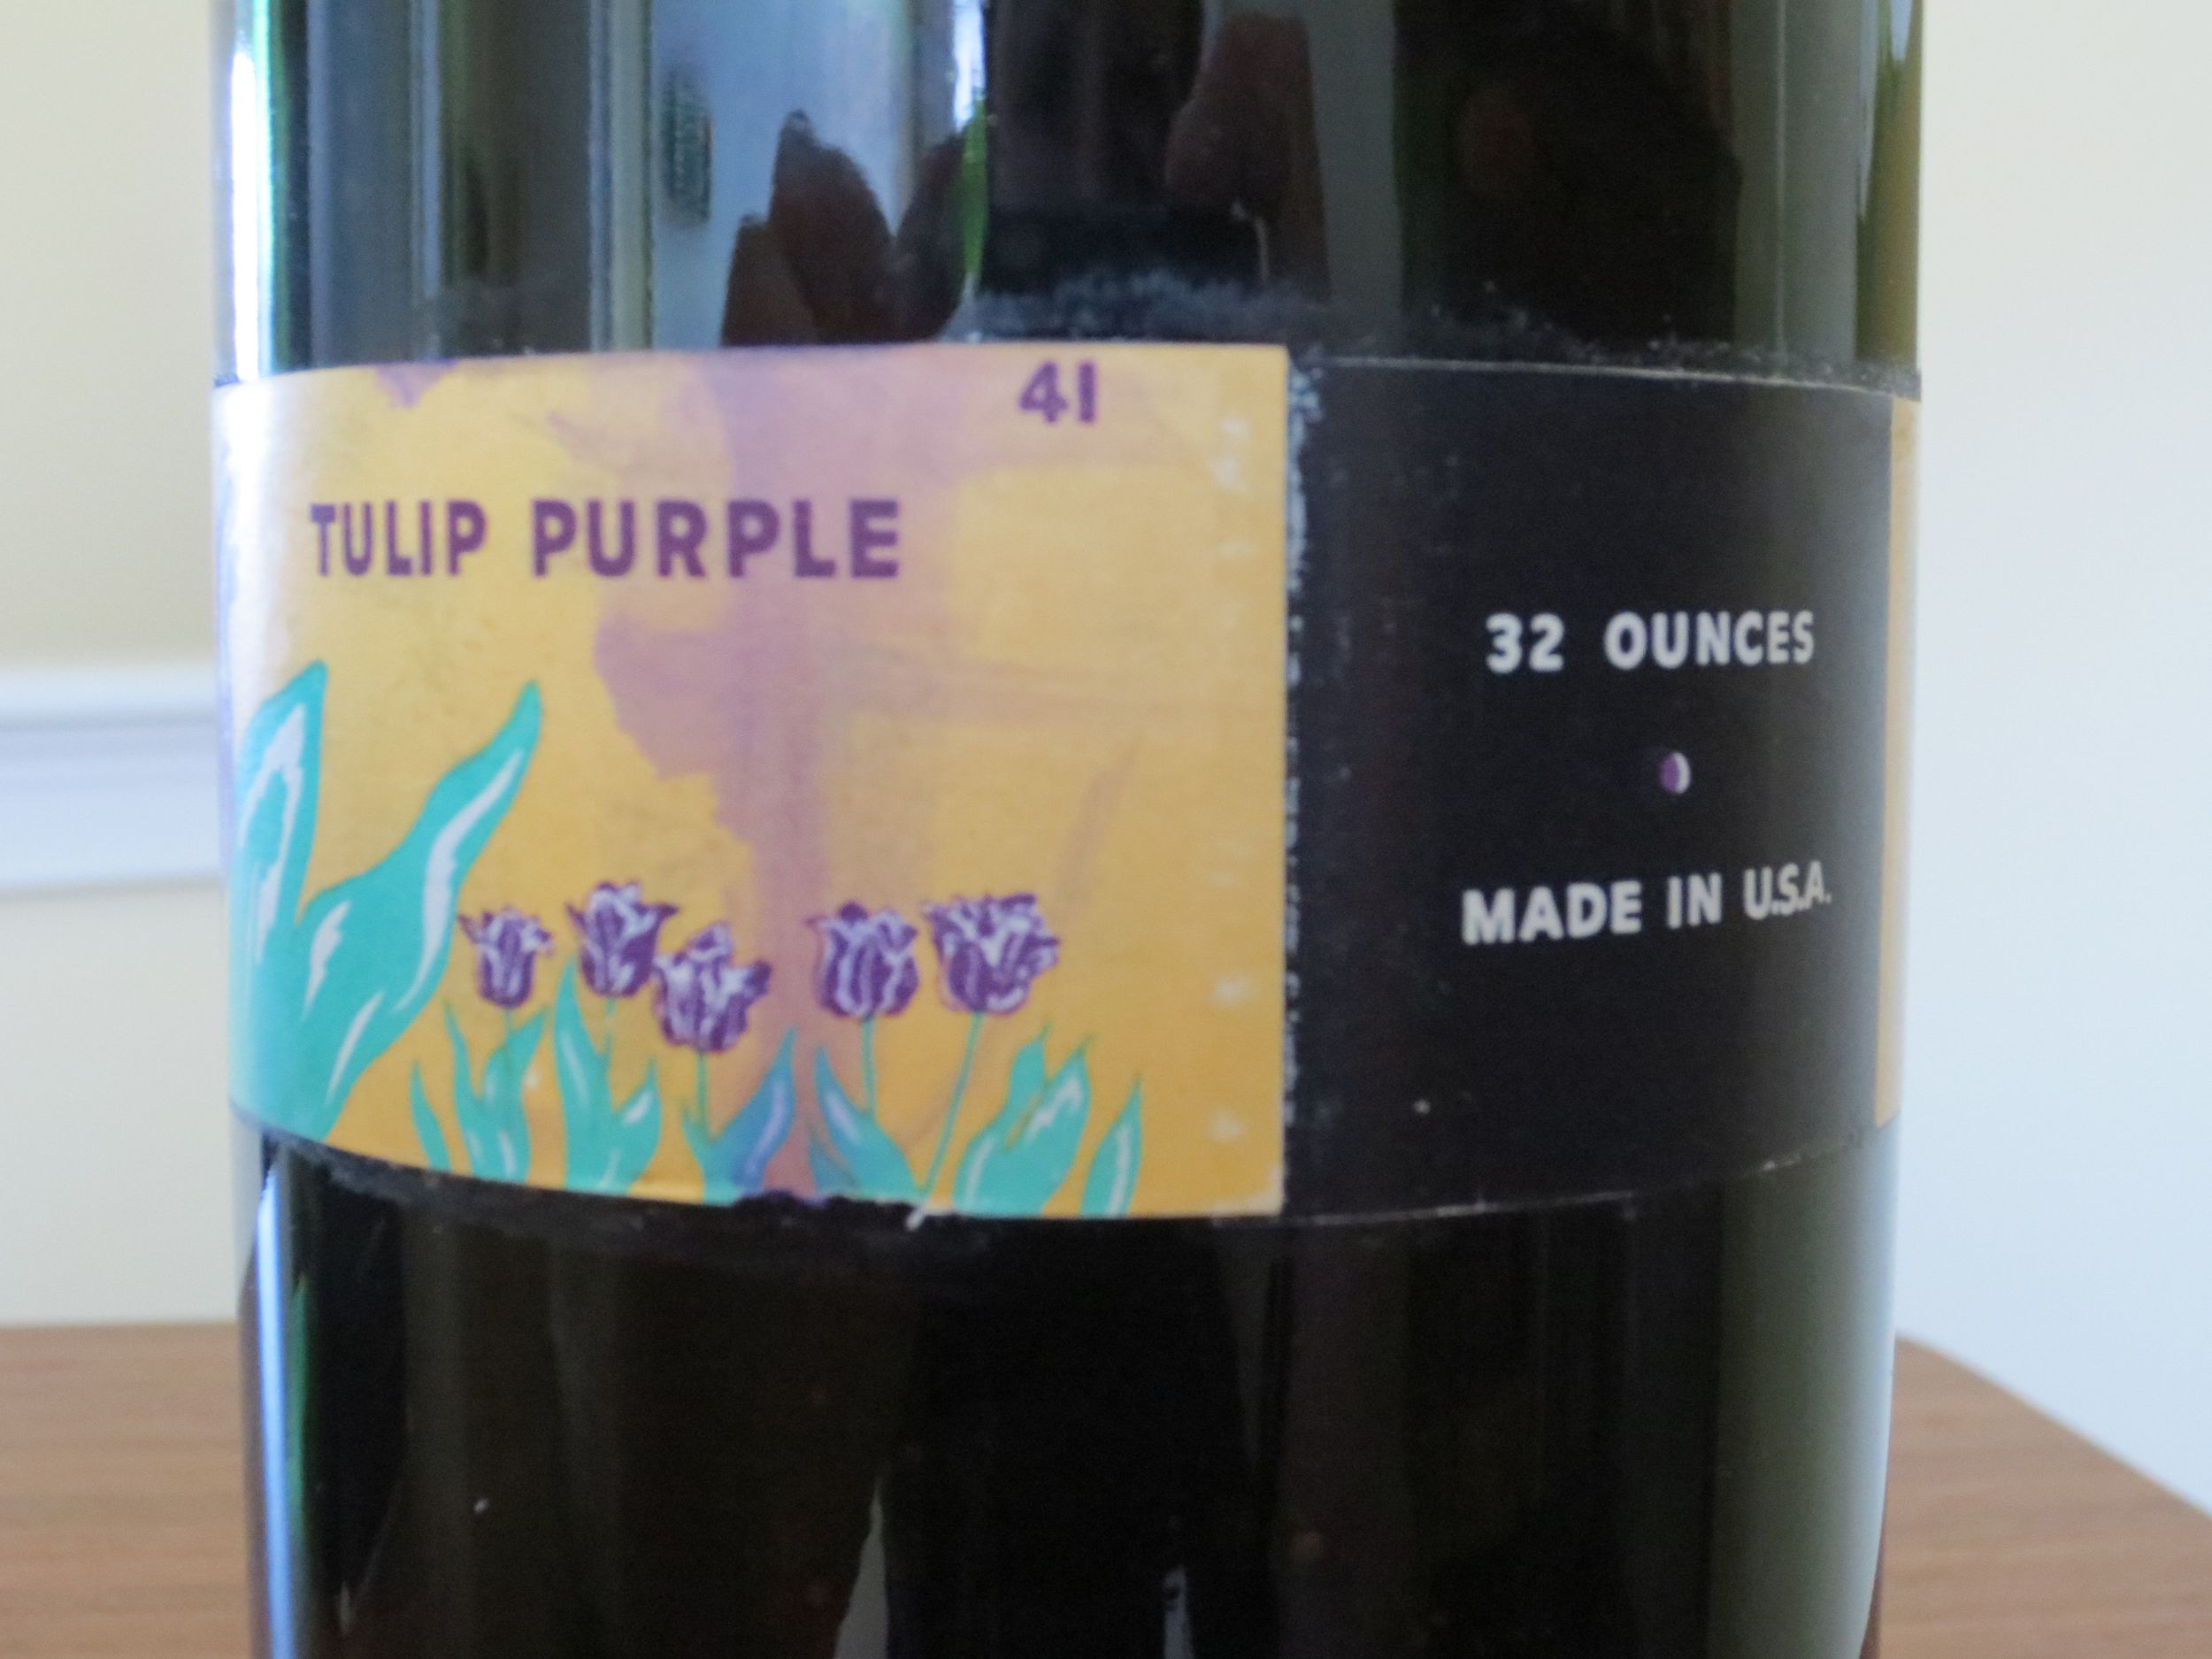 41
TULIP PURPLE
32 OUNCES
MADE IN U.S.A.